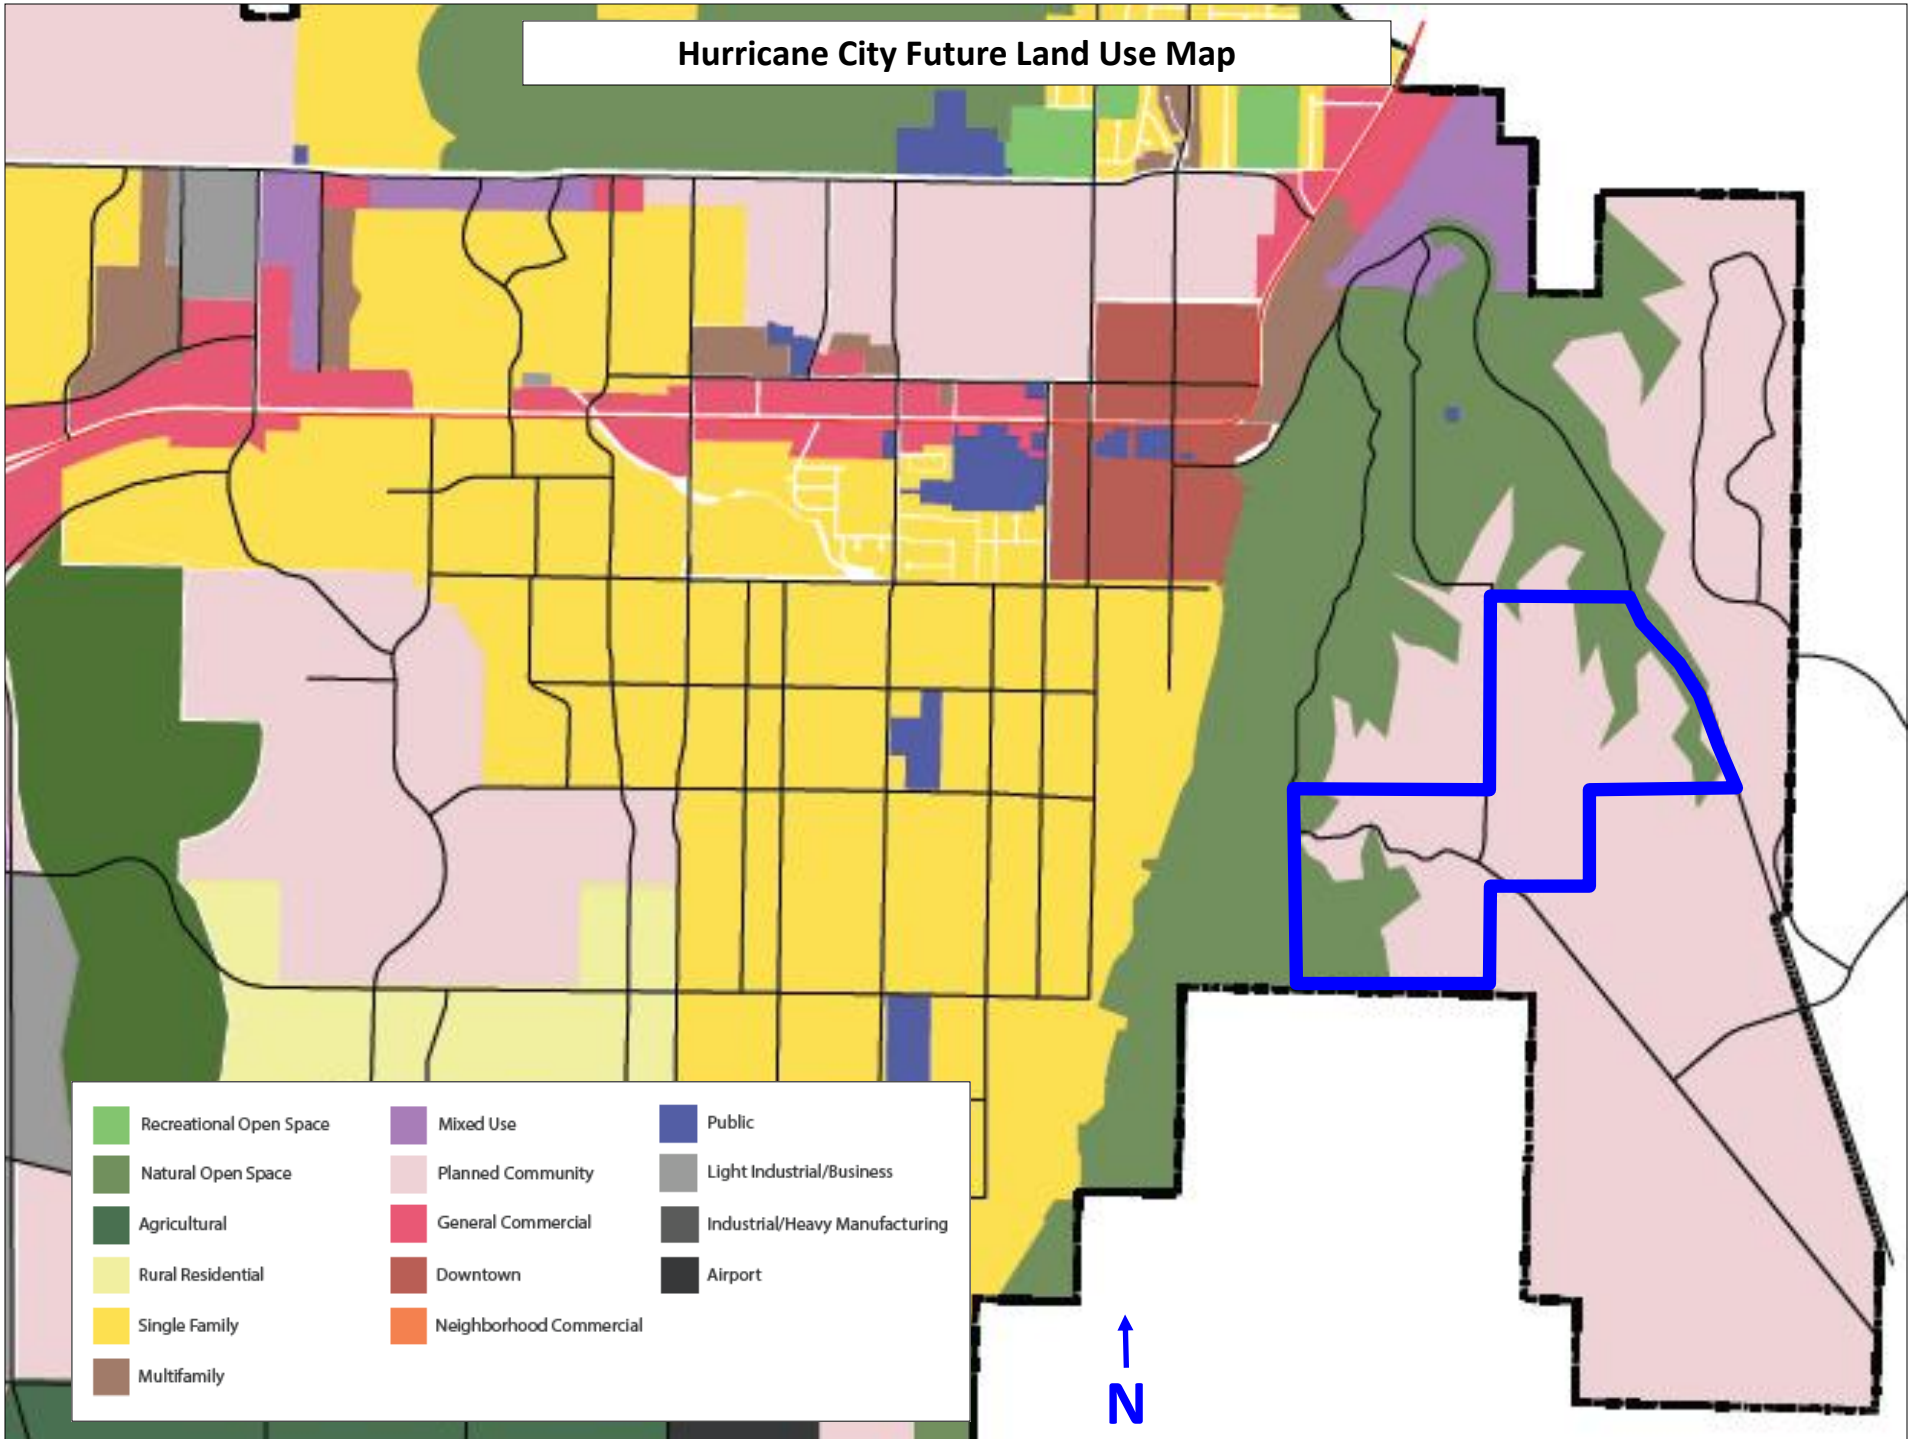 Hurricane City Future Land Use Map
Recreational Open Space
Natural Open Space
Agricultural
Rural Residential
Single Family
Multifamily
Mixed Use
Planned Community
General Commercial
Downtown
Neighborhood Commercial
Public
Light Industrial/Business
Industrial/Heavy Manufacturing
Airport
N